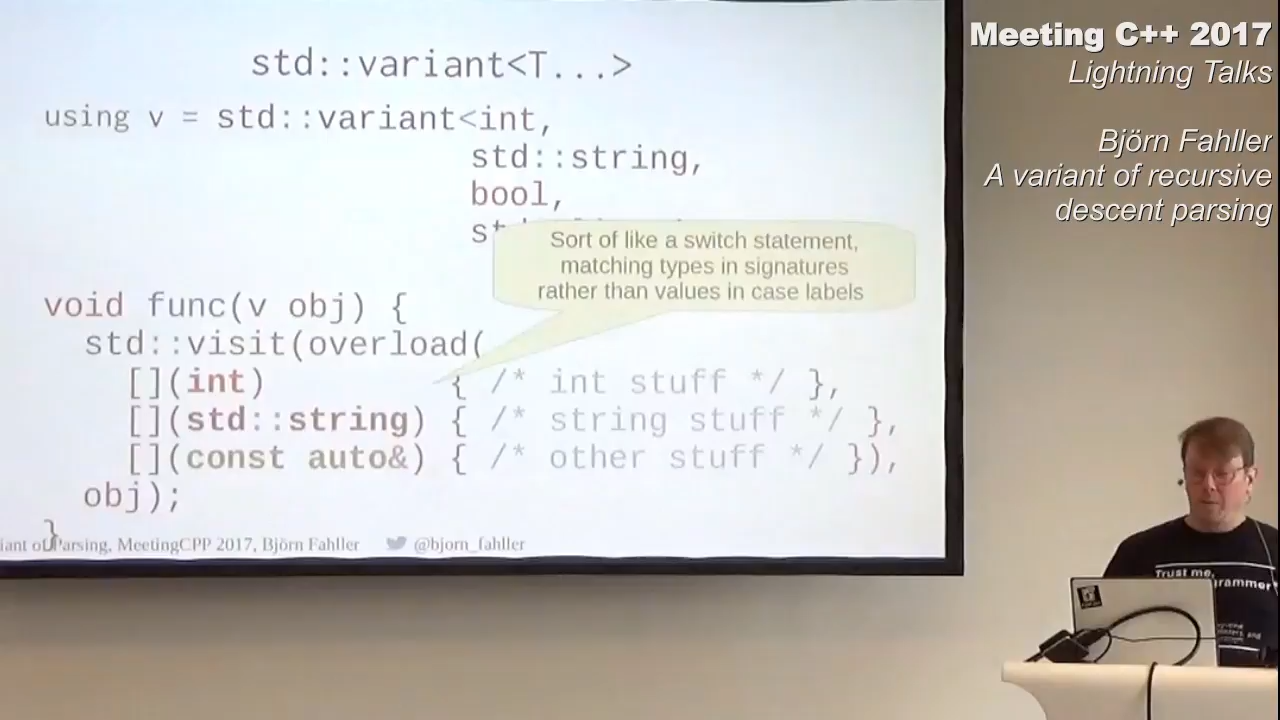 std::variant<T...>
using v = std::variant<int,
std::string,
bool,
Sort of like a switch statement,
matching types in signatures
rather than values in case labels
void func(v obj) {
std::visit(overload(
[](int) { /* int stuff */ },
[](std::string) { /* string stuff */ },
[](const auto&) { /* other stuff */ }),
obj);
}
Parsing, MeetingCPP 2017, Björn Fahller @bjorn_fahller
Meeting C++ 2017
Lightning Talks
Björn Fahller
A variant of recursive
descent parsing
Trust me,